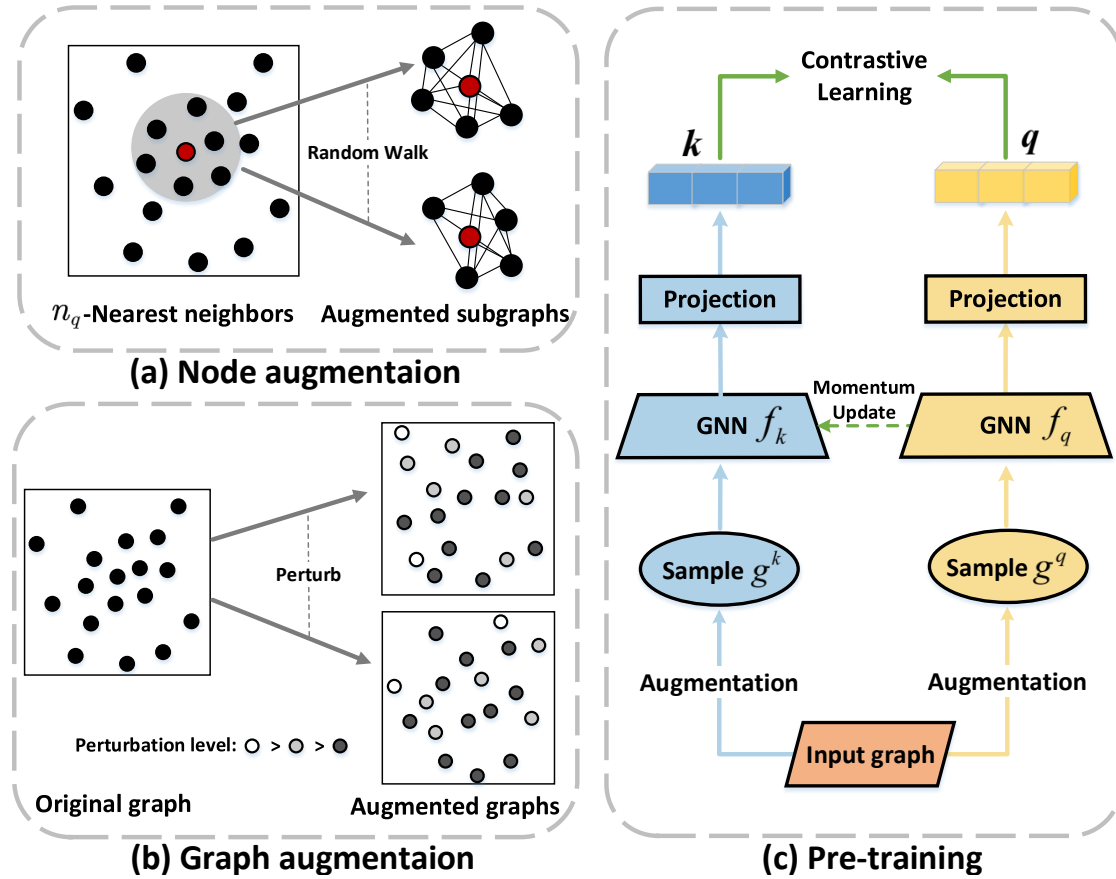 Random Walk
n_q-Nearest neighbors
Augmented subgraphs
(a) Node augmentaion
Perturb
Perturbation level: > >
Original graph
Augmented graphs
(b) Graph augmentaion
Contrastive
Learning
k
q
Projection
Projection
Momentum
Update
GNN f_k
GNN f_q
Sample g^k
Sample g^q
Augmentation
Augmentation
Input graph
(c) Pre-training